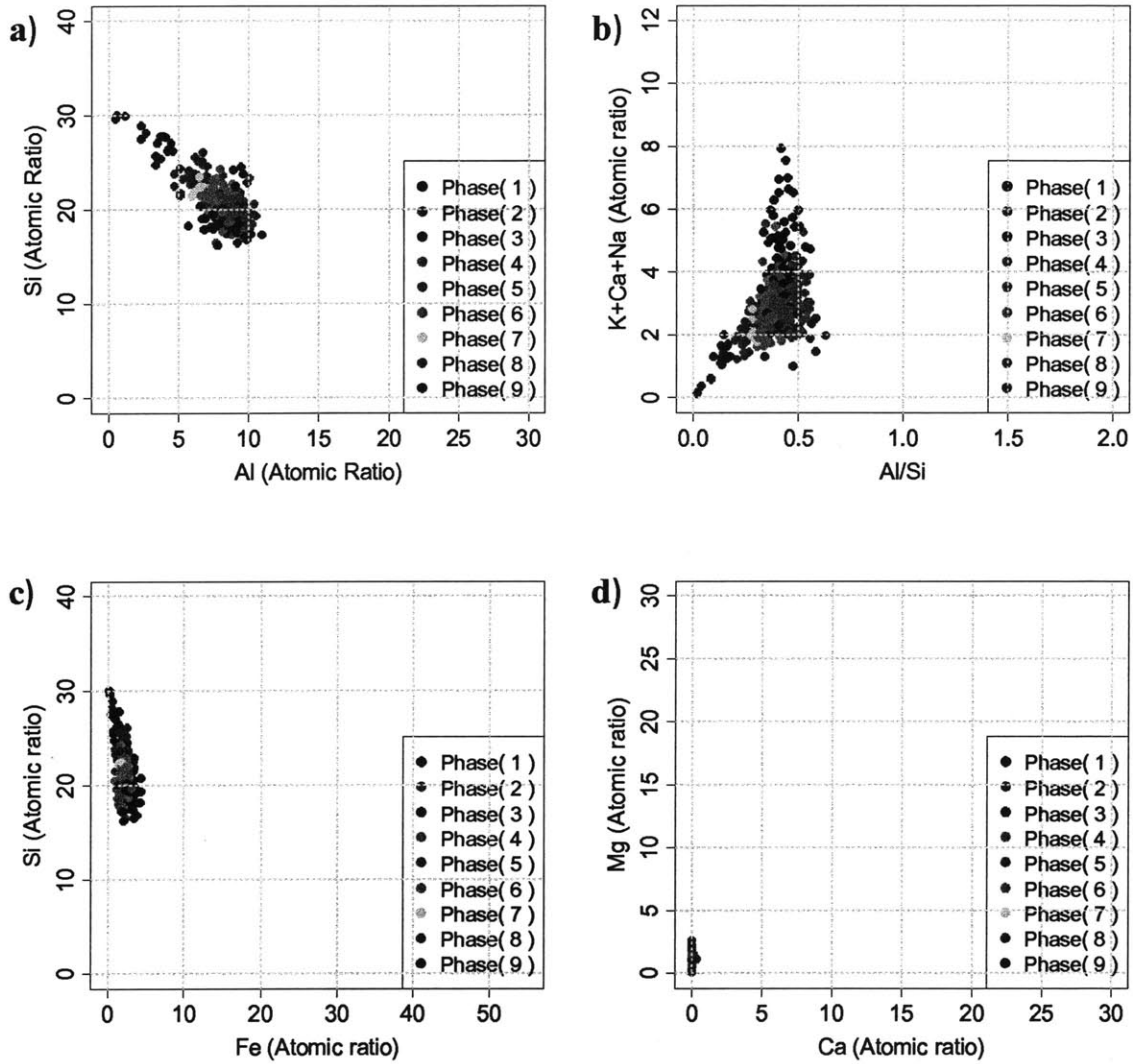 a)
40
30
20
10
0
Si (Atomic Ratio)
Phase( 1 )
Phase( 2 )
Phase( 3 )
Phase( 4 )
Phase( 5 )
Phase( 6 )
Phase( 7 )
Phase( 8 )
Phase( 9 )
0 5 10 15 20 25 30
Al (Atomic Ratio)
b)
12
10
8
6
4
2
0
K+Ca+Na (Atomic ratio)
Phase( 1 )
Phase( 2 )
Phase( 3 )
Phase( 4 )
Phase( 5 )
Phase( 6 )
Phase( 7 )
Phase( 8 )
Phase( 9 )
0.0 0.5 1.0 1.5 2.0
Al/Si
c)
40
30
20
10
0
Si (Atomic ratio)
Phase( 1 )
Phase( 2 )
Phase( 3 )
Phase( 4 )
Phase( 5 )
Phase( 6 )
Phase( 7 )
Phase( 8 )
Phase( 9 )
0 10 20 30 40 50
Fe (Atomic ratio)
d)
30
25
20
15
10
5
0
Mg (Atomic ratio)
Phase( 1 )
Phase( 2 )
Phase( 3 )
Phase( 4 )
Phase( 5 )
Phase( 6 )
Phase( 7 )
Phase( 8 )
Phase( 9 )
0 5 10 15 20 25 30
Ca (Atomic ratio)